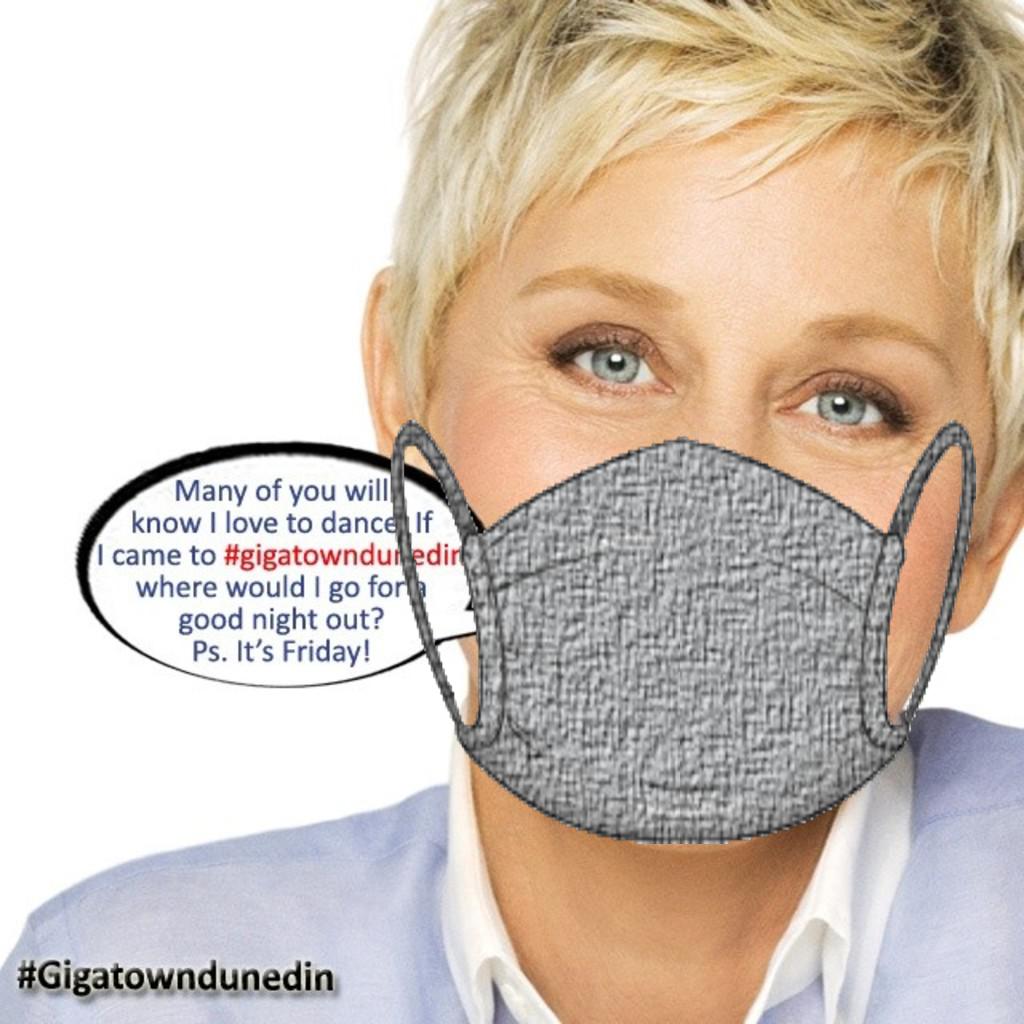 Many of you will
know I love to dance. If
I came to #gigatowndunedin
where would I go for a
good night out?
Ps. It's Friday!
#Gigatowndunedin